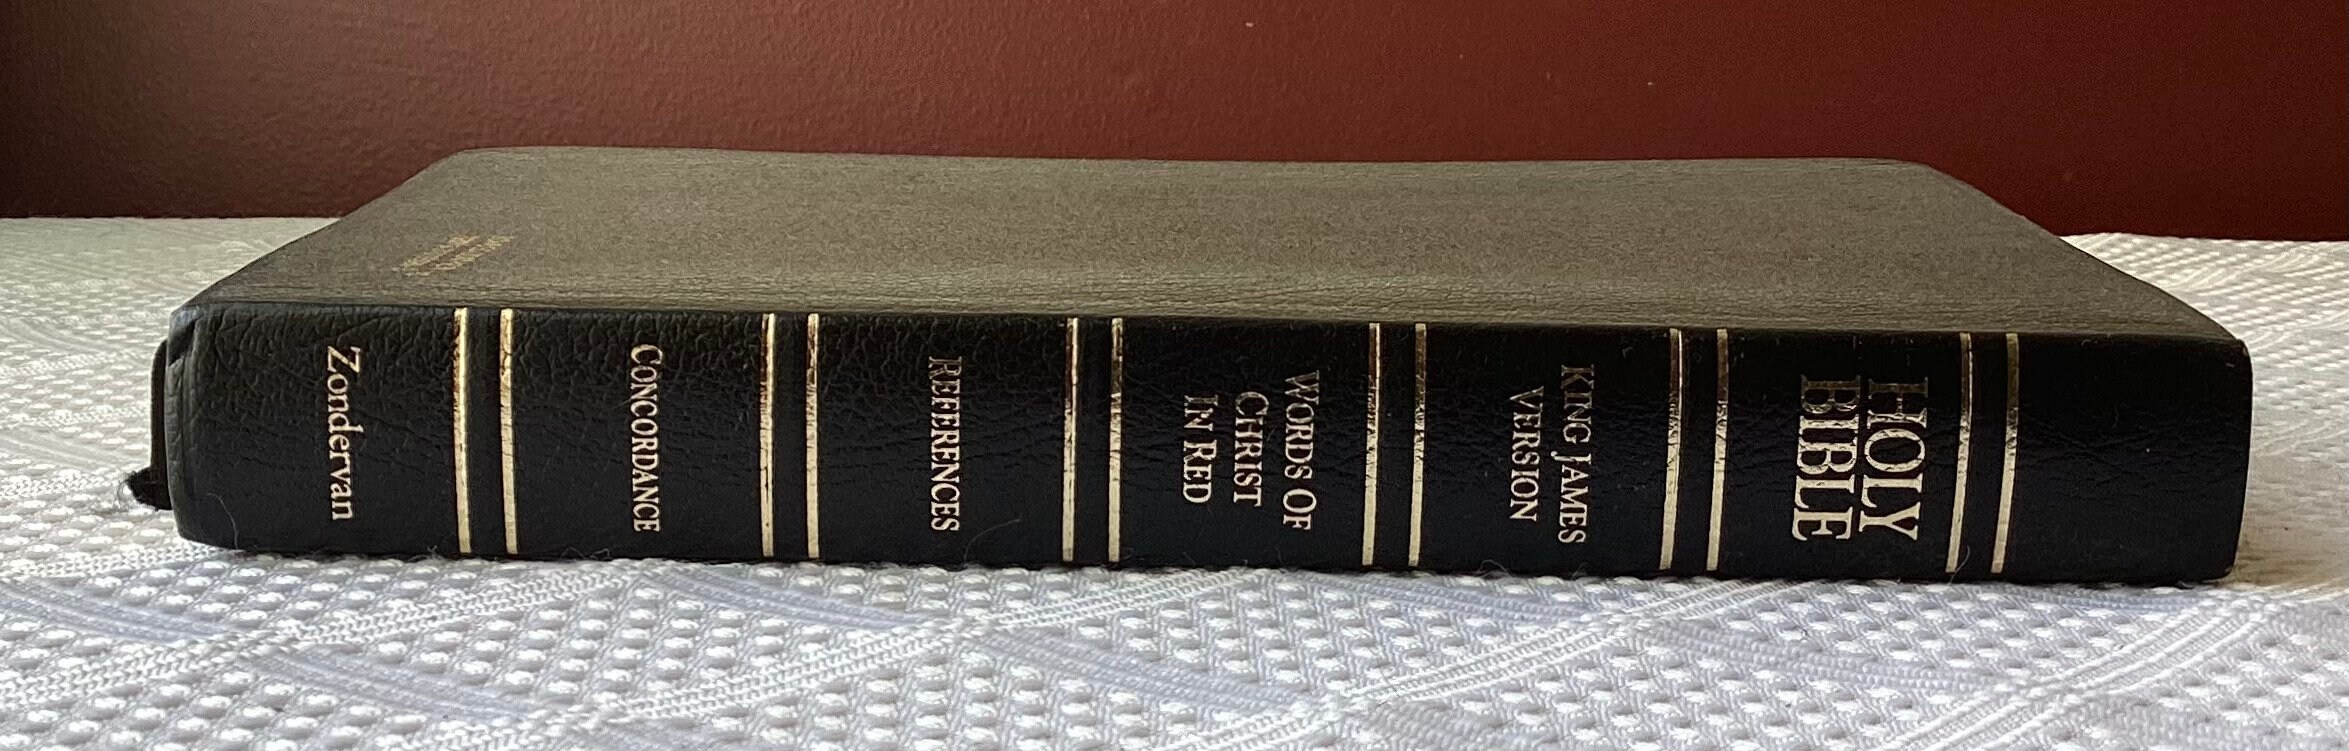 HOLY
BIBLE
KING JAMES
VERSION
WORDS OF
CHRIST
IN RED
REFERENCES
CONCORDANCE
Zondervan